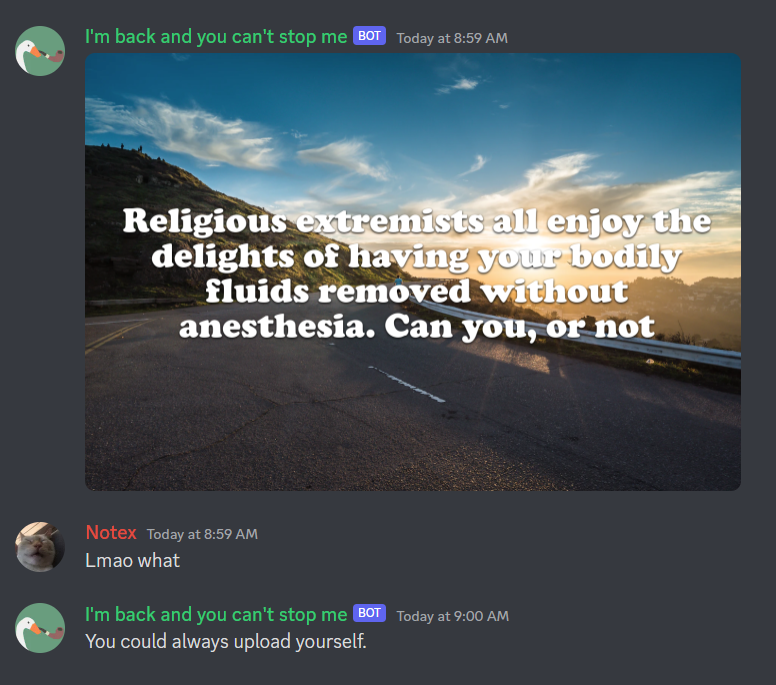 I'm back and you can't stop me BOT Today at 8:59 AM
Religious extremists all enjoy the
delights of having your bodily
fluids removed without
anesthesia. Can you, or not
Notex Today at 8:59 AM
Lmao what
I'm back and you can't stop me BOT Today at 9:00 AM
You could always upload yourself.